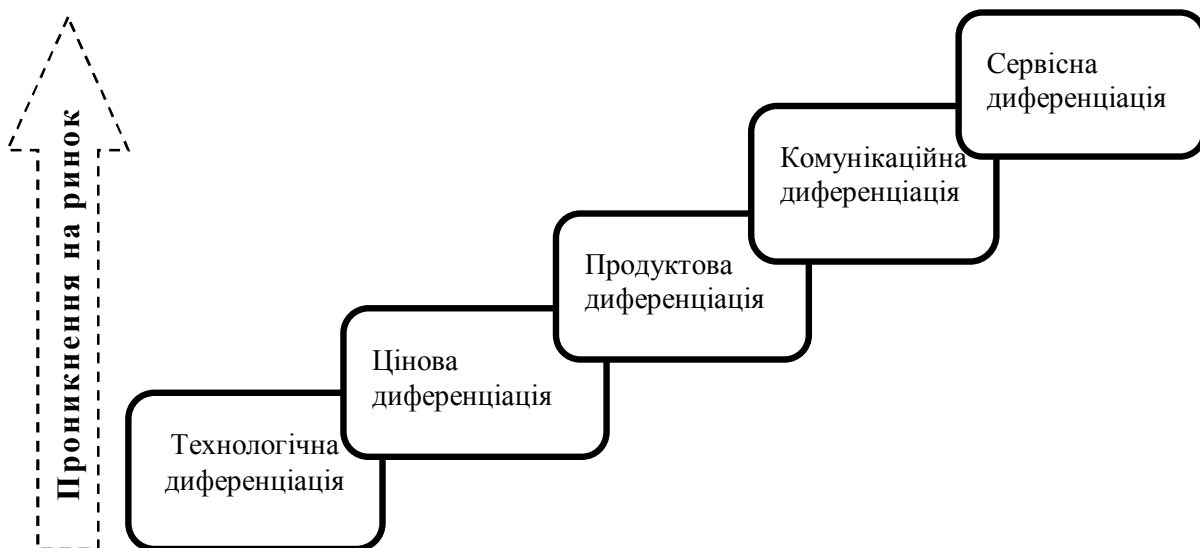 Проникнення на ринок
Сервісна
диференціація
Комунікаційна
диференціація
Продуктова
диференціація
Цінова
диференціація
Технологічна
диференціація